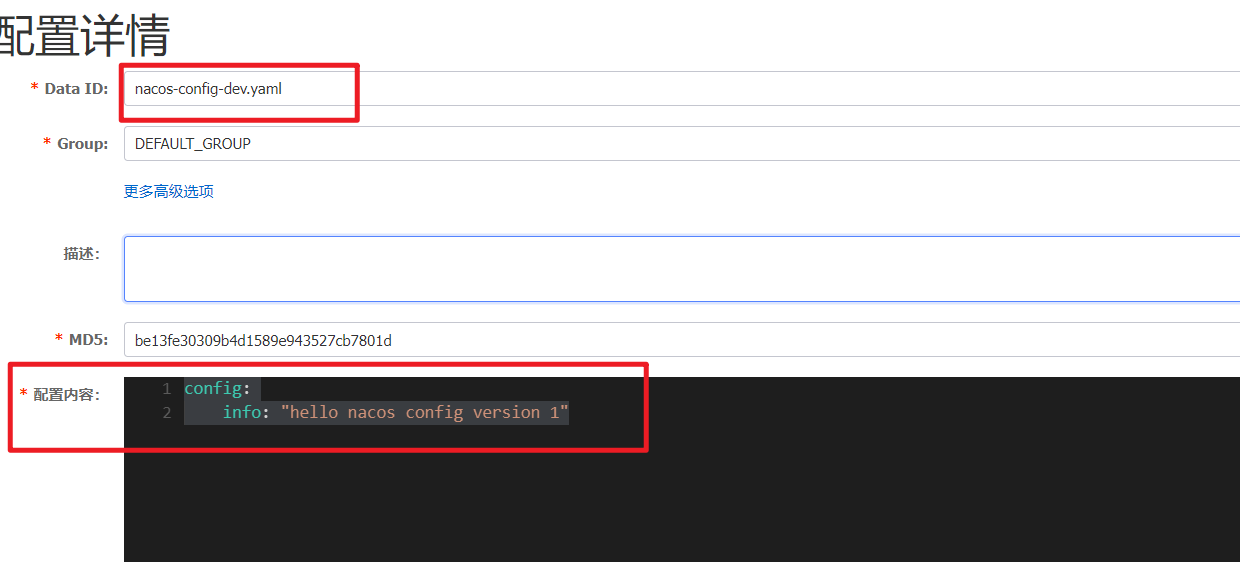 配置详情
* Data ID: nacos-config-dev.yaml
* Group: DEFAULT_GROUP
更多高级选项
描述:
* MD5: be13fe30309b4d1589e943527cb7801d
* 配置内容: 1 config:
2 info: "hello nacos config version 1"